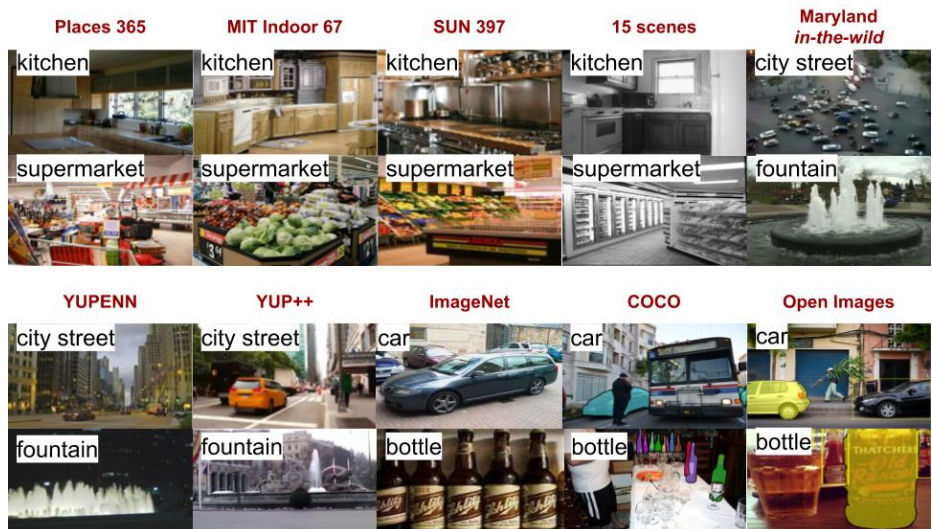 Places 365
MIT Indoor 67
SUN 397
15 scenes
Maryland
in-the-wild
kitchen
kitchen
kitchen
kitchen
city street
supermarket
supermarket
supermarket
supermarket
fountain
YUPENN
YUP++
ImageNet
COCO
Open Images
city street
city street
car
car
car
fountain
fountain
bottle
bottle
bottle
THATCHERS
Old